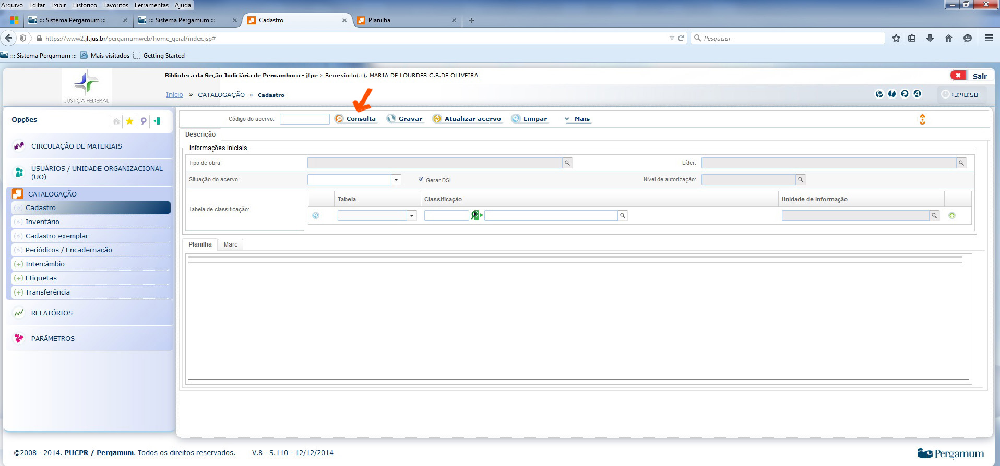 Arquivo Editar Exibir Histórico Favoritos Ferramentas Ajuda
::: Sistema Pergamum ::: ::: Sistema Pergamum ::: Cadastro Planilha
https://www2.jf.jus.br/pergamumweb/home_geral/index.jsp# Pesquisar
::: Sistema Pergamum ::: Mais visitados Getting Started
JUSTIÇA FEDERAL
Biblioteca da Seção Judiciária de Pernambuco - jfpe » Bem-vindo(a), MARIA DE LOURDES C.B.DE OLIVEIRA
Sair
Início » CATALOGAÇÃO » Cadastro
13:48:58
Opções
CIRCULAÇÃO DE MATERIAIS
USUÁRIOS / UNIDADE ORGANIZACIONAL
(UO)
CATALOGAÇÃO
(») Cadastro
(») Inventário
(») Cadastro exemplar
(») Periódicos / Encadernação
(+) Intercâmbio
(+) Etiquetas
(+) Transferência
RELATÓRIOS
PARÂMETROS
Código do acervo: Consulta Gravar Atualizar acervo Limpar Mais
Descrição
Informações iniciais
Tipo de obra: Líder:
Situação do acervo: Gerar DSI Nível de autorização:
Tabela Classificação Unidade de informação
Tabela de classificação:
Planilha Marc
©2008 - 2014. PUCPR / Pergamum. Todos os direitos reservados. V.8 - S.110 - 12/12/2014
Pergamum